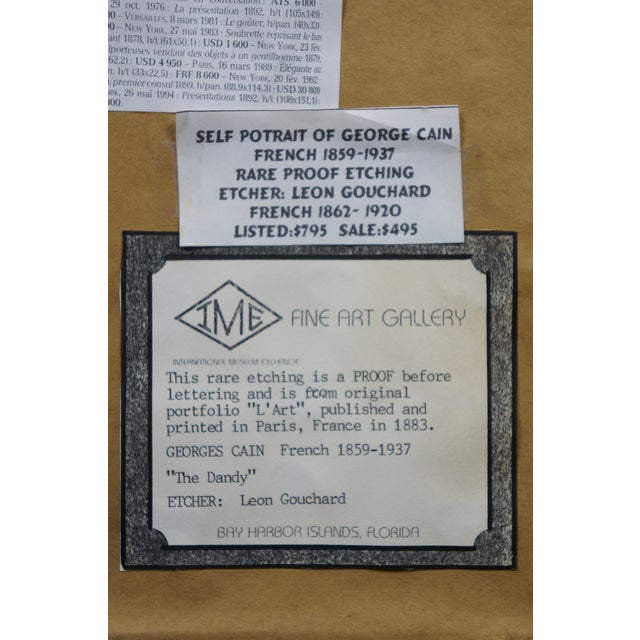 29 oct. 1976 : La présentation 1892, h/t (105x149) :
– VERSAILLES, 8 mars 1981 : Le goûter, h/pan. (40x33) :
– NEW YORK, 27 mai 1983 : Soubrette reprisant le bas
ant 1878, h/t (61x50,1) : USD 1 600 – NEW YORK, 23 fév.
porteuses vendant des objets à un gentilhomme 1879,
62,2) : USD 4 950 – PARIS, 16 mars 1989 : Élégante au
n, h/t (33x22,5) : FRF 8 600 – NEW YORK, 20 fév. 1992 :
premier consul 1899, h/pan. (88,9x114,3) : USD 30 800
RK, 26 mai 1994 : Présentations 1892, h/t (108x151,1) :
000.
SELF POTRAIT OF GEORGE CAIN
FRENCH 1859-1937
RARE PROOF ETCHING
ETCHER: LEON GOUCHARD
FRENCH 1862- 1920
LISTED:$795 SALE:$495
IME FINE ART GALLERY
INTERNATIONAL MUSEUM EXCHANGE
This rare etching is a PROOF before
lettering and is from original
portfolio "L'Art", published and
printed in Paris, France in 1883.
GEORGES CAIN French 1859-1937
"The Dandy"
ETCHER: Leon Gouchard
BAY HARBOR ISLANDS, FLORIDA